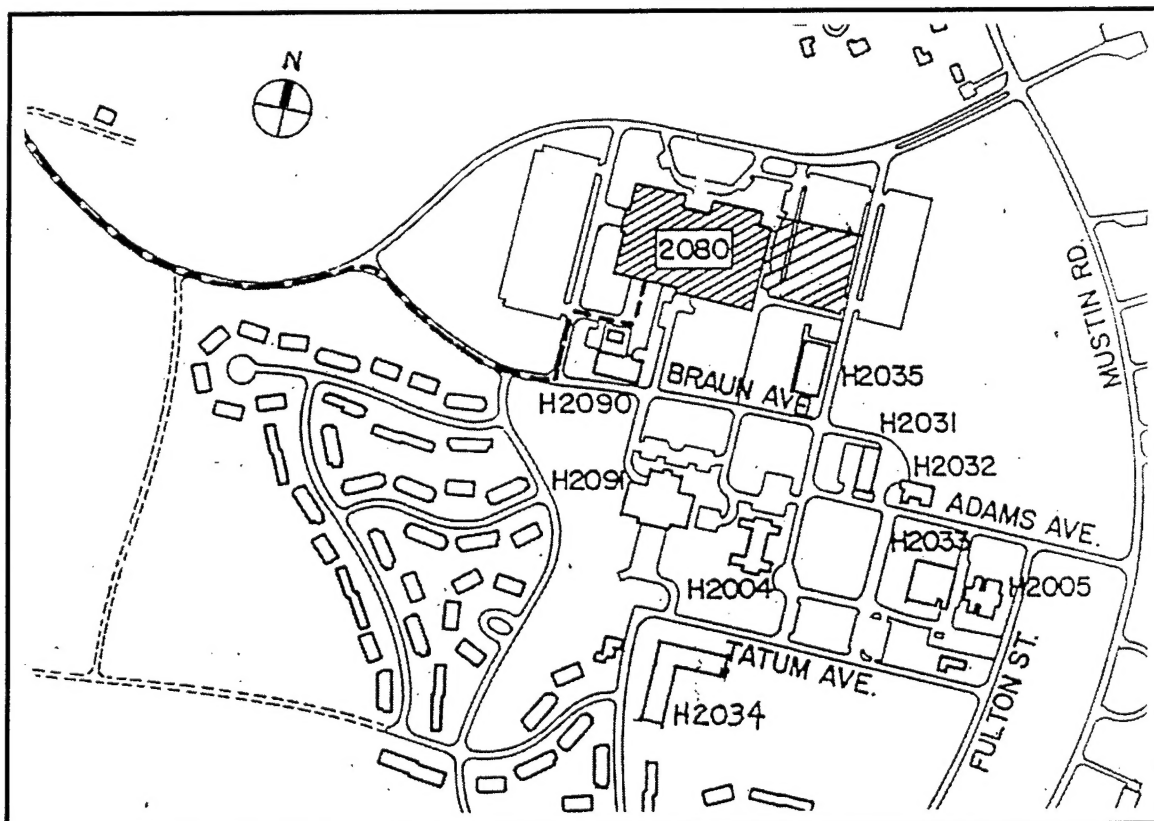 N
2080
MUSTIN RD.
BRAUN AVE
H2035
H2090
H2031
H2032
H2091
ADAMS AVE.
H2033
H2004
H2005
TATUM AVE.
H2034
FULTON ST.